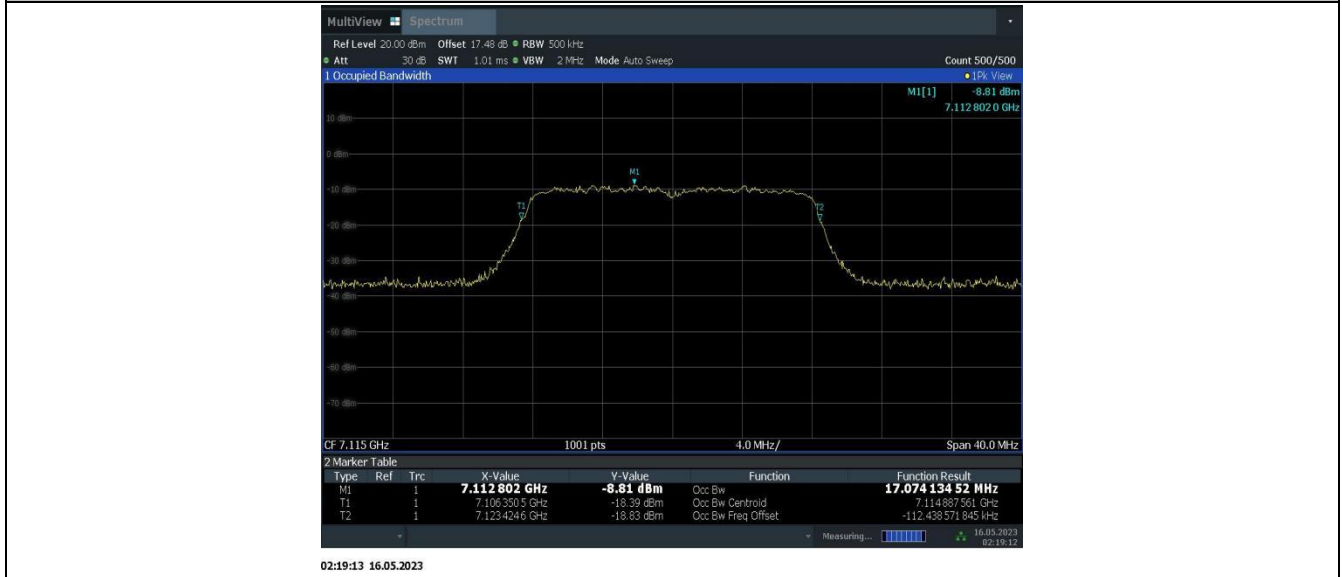 MultiView Spectrum
Ref Level 20.00 dBm Offset 17.48 dB RBW 500 kHz
Att 30 dB SWT 1.01 ms VBW 2 MHz Mode Auto Sweep Count 500/500
1 Occupied Bandwidth 1Pk View
M1[1] -8.81 dBm
7.112 802 0 GHz
10 dBm
0 dBm
M1
-10 dBm
T1 T2
-20 dBm
-30 dBm
-40 dBm
-50 dBm
-60 dBm
-70 dBm
CF 7.115 GHz 1001 pts 4.0 MHz/ Span 40.0 MHz
2 Marker Table
Type Ref Trc X-Value Y-Value Function Function Result
M1 1 7.112 802 GHz -8.81 dBm Occ Bw 17.074 134 52 MHz
T1 1 7.106 350 5 GHz -18.39 dBm Occ Bw Centroid 7.114 887 561 GHz
T2 1 7.123 424 6 GHz -18.83 dBm Occ Bw Freq Offset -112.438 571 845 kHz
Measuring... 16.05.2023
02:19:12
02:19:13 16.05.2023